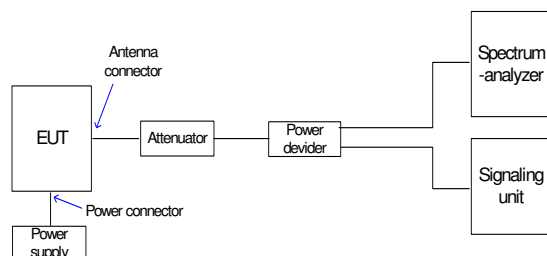 Antenna
connector
EUT
Attenuator
Power
devider
Spectrum
-analyzer
Signaling
unit
Power connector
Power
supply